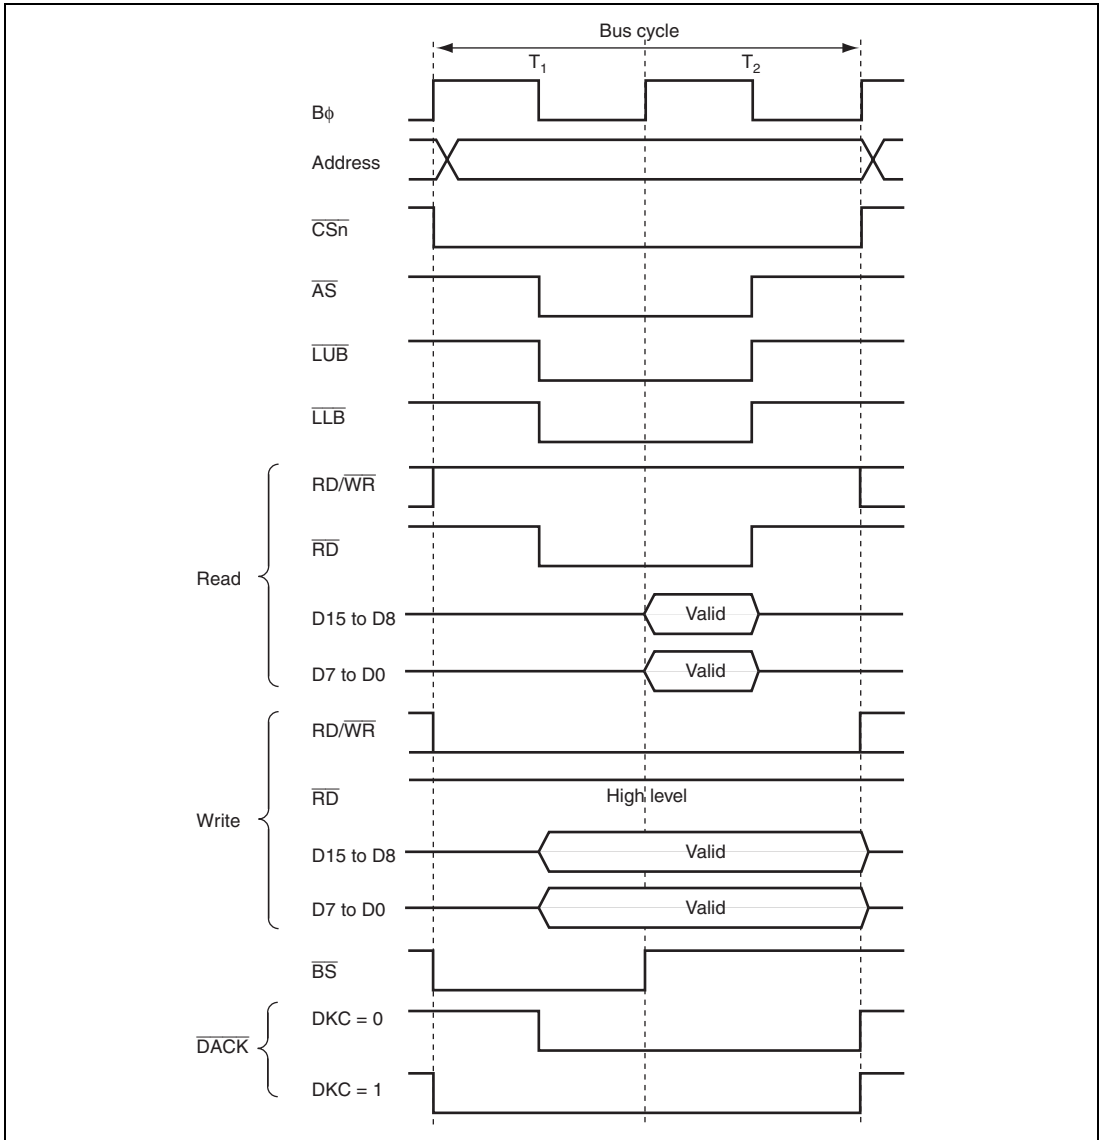 Bus cycle
T1 T2
Bφ
Address
CSn
AS
LUB
LLB
RD/WR
RD
Read
D15 to D8 Valid
D7 to D0 Valid
RD/WR
RD High level
Write
D15 to D8 Valid
D7 to D0 Valid
BS
DKC = 0
DACK
DKC = 1